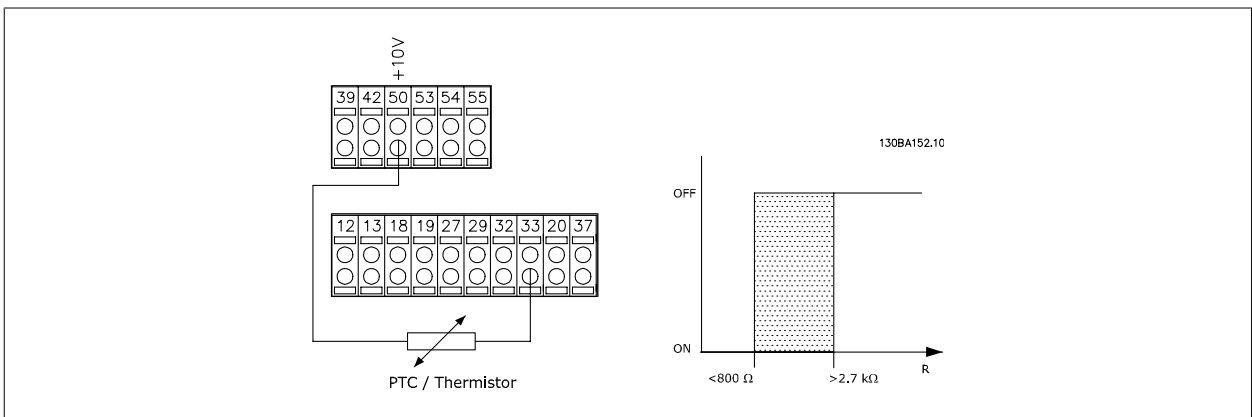 +10V
39 42 50 53 54 55
130BA152.10
OFF
12 13 18 19 27 29 32 33 20 37
ON
<800 Ω >2.7 kΩ R
PTC / Thermistor